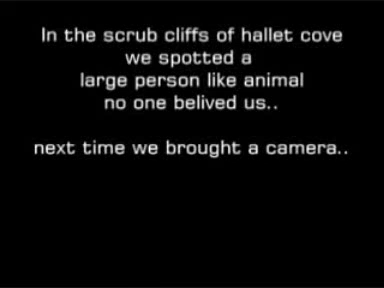 In the scrub cliffs of hallet cove
we spotted a
large person like animal
no one belived us..
next time we brought a camera..